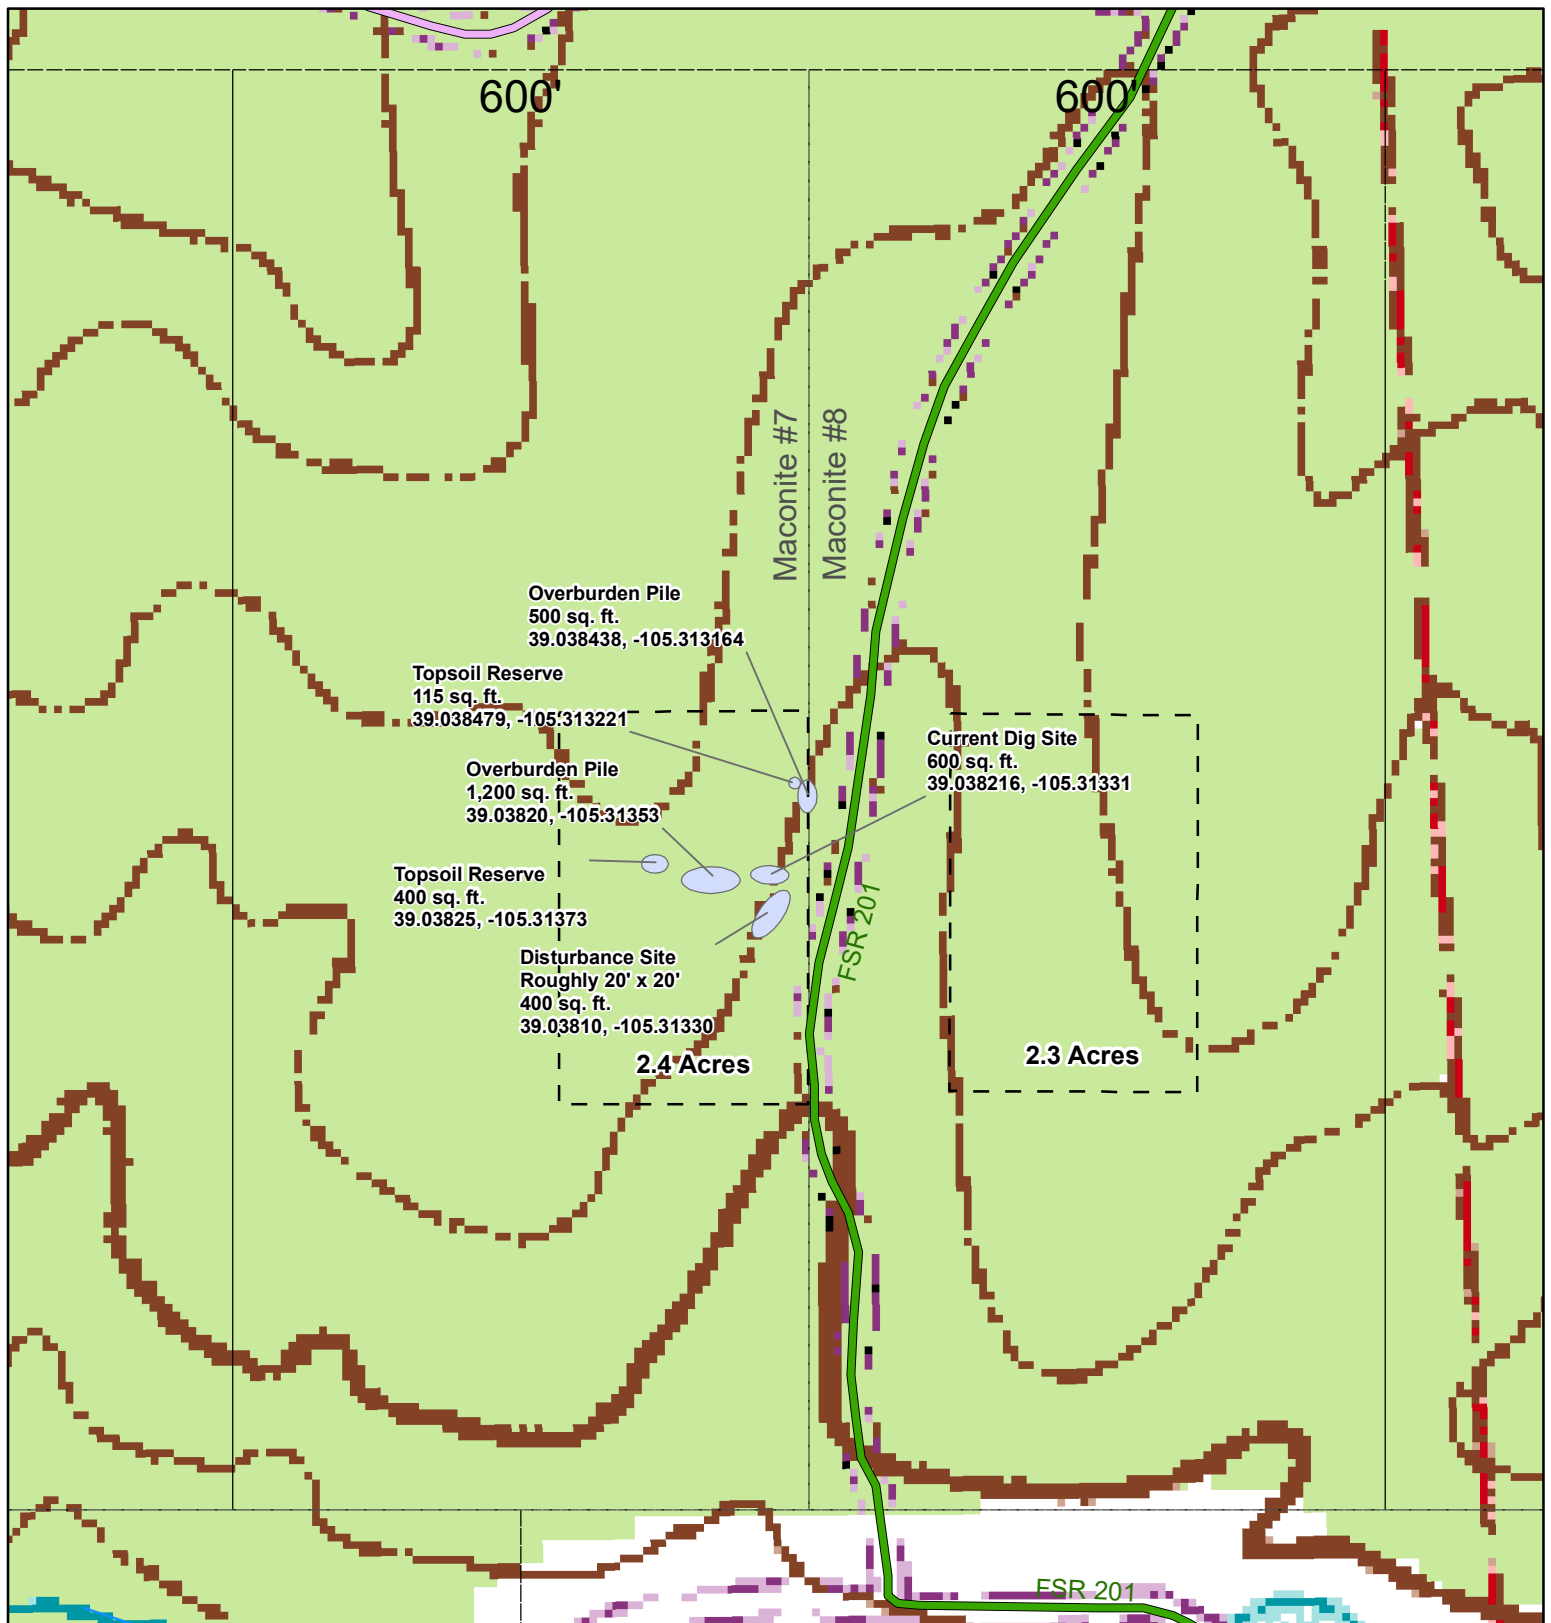 600'
600'
Maconite #7
Maconite #8
Overburden Pile
500 sq. ft.
39.038438, -105.313164
Topsoil Reserve
115 sq. ft.
39.038479, -105.313221
Current Dig Site
600 sq. ft.
39.038216, -105.31331
Overburden Pile
1,200 sq. ft.
39.03820, -105.31353
Topsoil Reserve
400 sq. ft.
39.03825, -105.31373
FSR 201
Disturbance Site
Roughly 20' x 20'
400 sq. ft.
39.03810, -105.31330
2.4 Acres
2.3 Acres
FSR 201